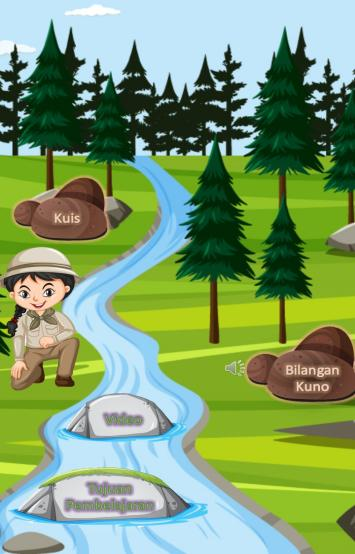 Kuis
Bilangan
Kuno
Video
Tujuan
Pembelajaran